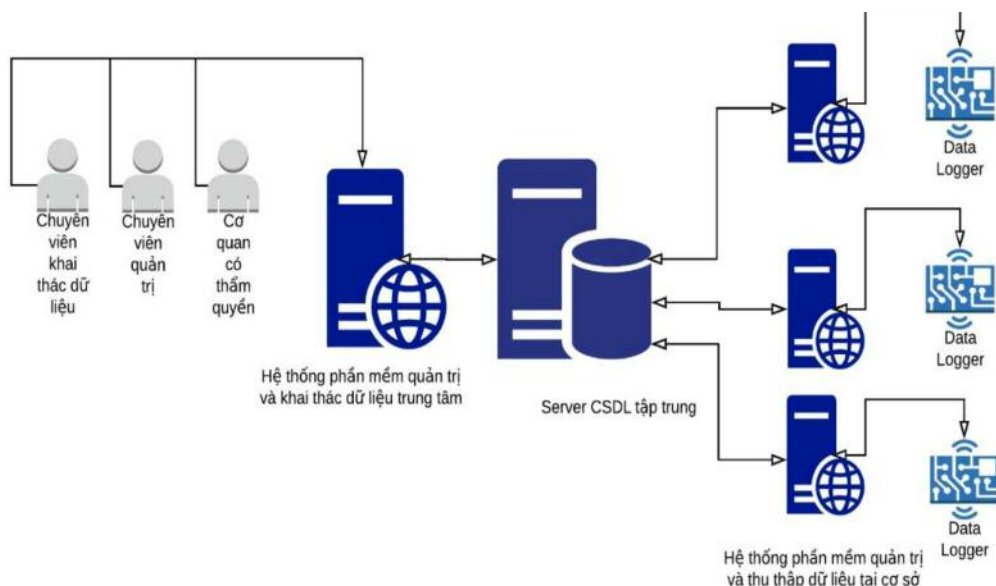 Chuyên
viên
khai
thác dữ
liệu
Chuyên
viên
quản
trị
Cơ
quan
có
thẩm
quyền
Hệ thống phần mềm quản trị
và khai thác dữ liệu trung tâm
Server CSDL tập trung
Data
Logger
Data
Logger
Data
Logger
Hệ thống phần mềm quản trị
và thu thập dữ liệu tại cơ sở